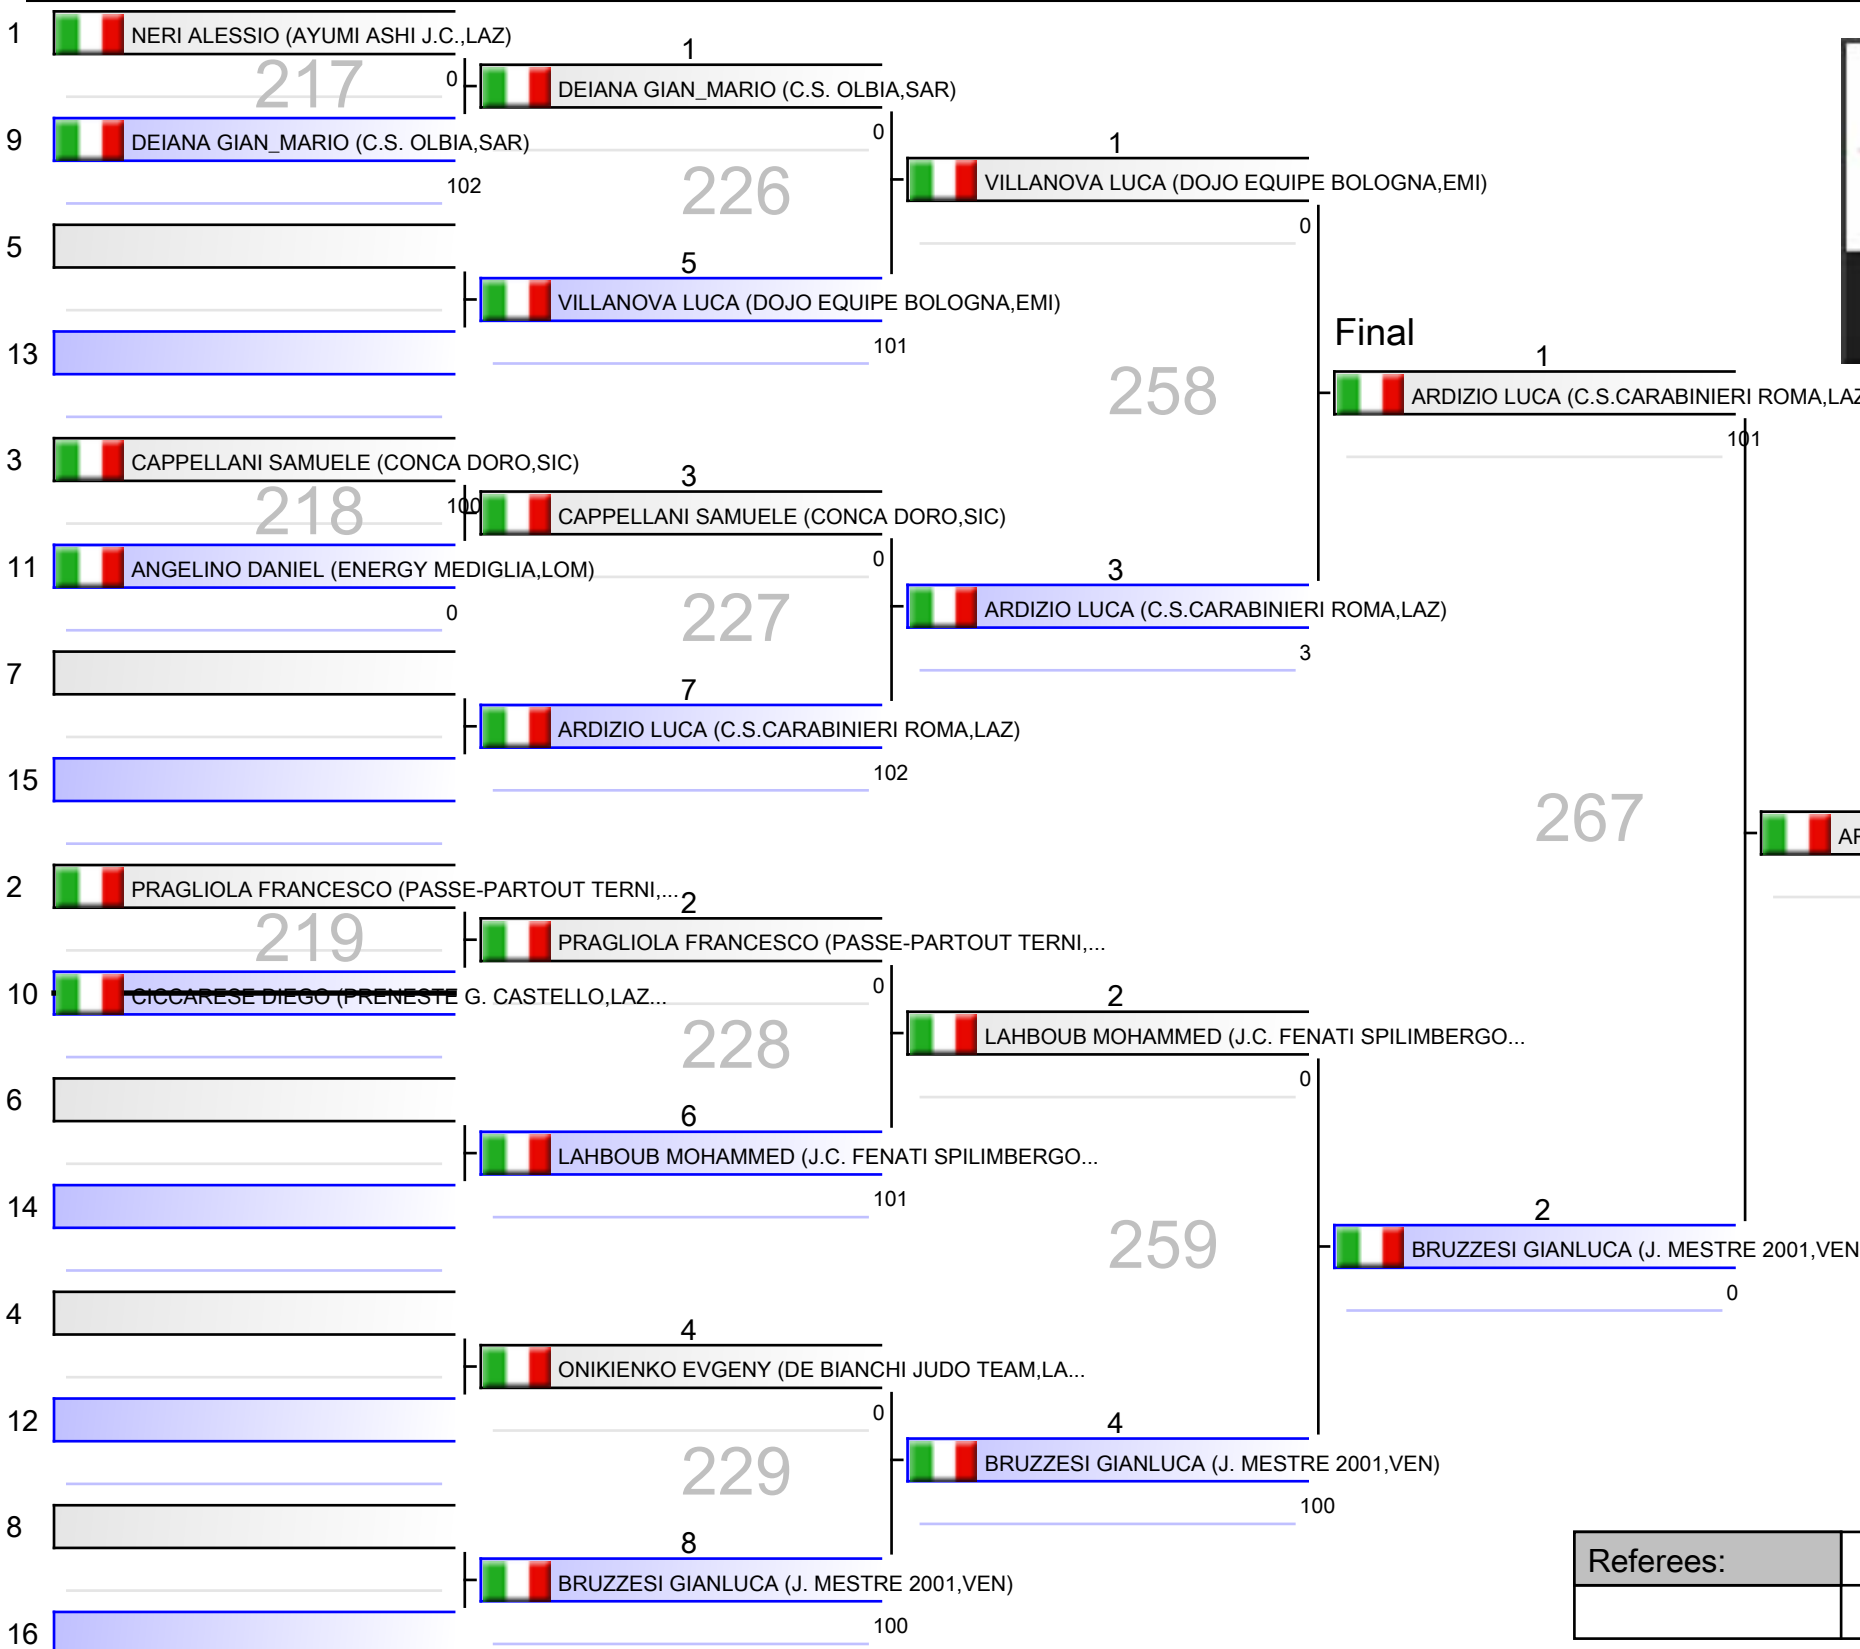 1 NERI ALESSIO (AYUMI ASHI J.C.,LAZ)
217
0
9 DEIANA GIAN_MARIO (C.S. OLBIA,SAR)
102
5
13
3 CAPPELLANI SAMUELE (CONCA DORO,SIC)
218
100
11 ANGELINO DANIEL (ENERGY MEDIGLIA,LOM)
0
7
15
2 PRAGLIOLA FRANCESCO (PASSE-PARTOUT TERNI,...
219
10 CICCARESE DIEGO (PRENESTE G. CASTELLO,LAZ...
6
14
4
12
8
16
1
DEIANA GIAN_MARIO (C.S. OLBIA,SAR)
0
226
5
VILLANOVA LUCA (DOJO EQUIPE BOLOGNA,EMI)
101
3
CAPPELLANI SAMUELE (CONCA DORO,SIC)
0
227
7
ARDIZIO LUCA (C.S.CARABINIERI ROMA,LAZ)
102
2
PRAGLIOLA FRANCESCO (PASSE-PARTOUT TERNI,...
0
228
6
LAHBOUB MOHAMMED (J.C. FENATI SPILIMBERGO...
101
4
ONIKIENKO EVGENY (DE BIANCHI JUDO TEAM,LA...
0
229
8
BRUZZESI GIANLUCA (J. MESTRE 2001,VEN)
100
1
VILLANOVA LUCA (DOJO EQUIPE BOLOGNA,EMI)
0
258
3
ARDIZIO LUCA (C.S.CARABINIERI ROMA,LAZ)
3
2
LAHBOUB MOHAMMED (J.C. FENATI SPILIMBERGO...
0
259
4
BRUZZESI GIANLUCA (J. MESTRE 2001,VEN)
100
Final
1
ARDIZIO LUCA (C.S.CARABINIERI ROMA,LAZ
101
267
2
BRUZZESI GIANLUCA (J. MESTRE 2001,VEN
0
Referees: